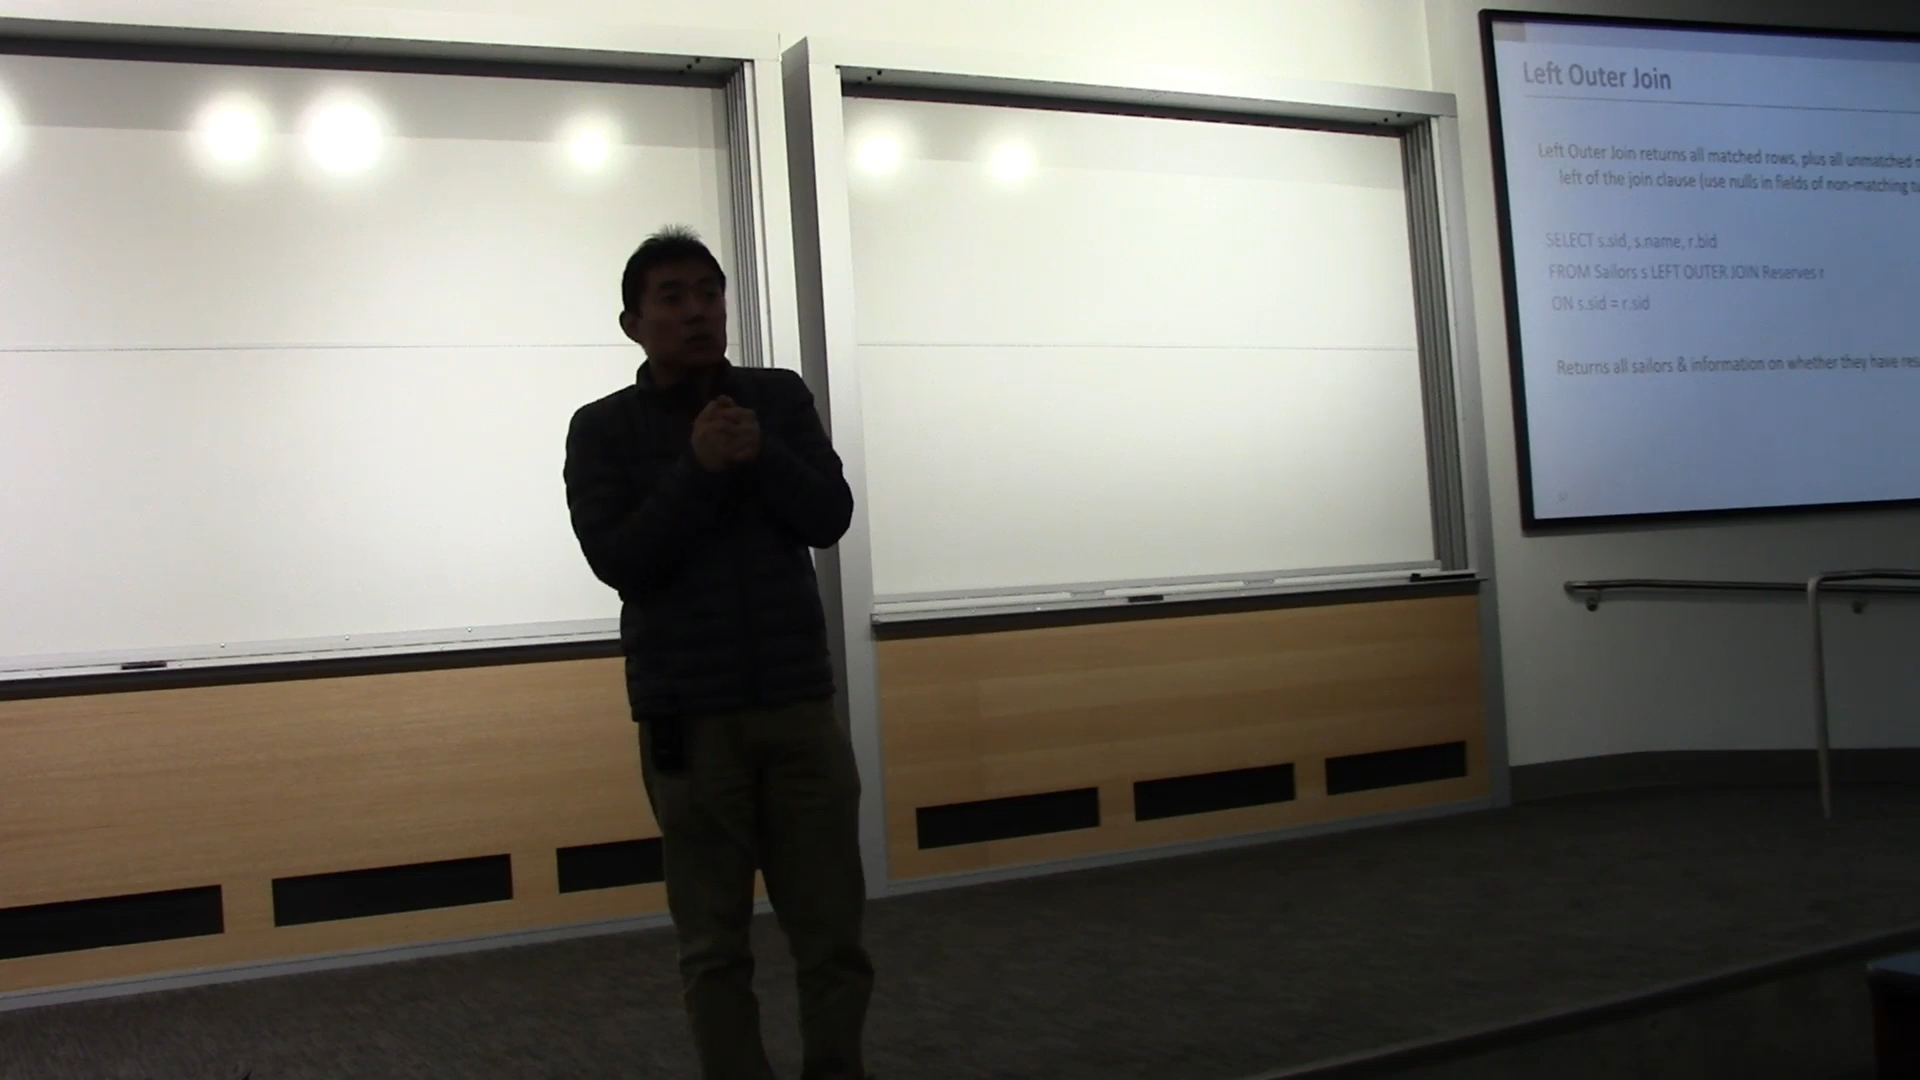 Left Outer Join
Left Outer Join returns all matched rows, plus all unmatched
left of the join clause (use nulls in fields of non-matching
SELECT s.sid, s.name, r.bid
FROM Sailors s LEFT OUTER JOIN Reserves r
ON s.sid = r.sid
Returns all sailors & information on whether they have